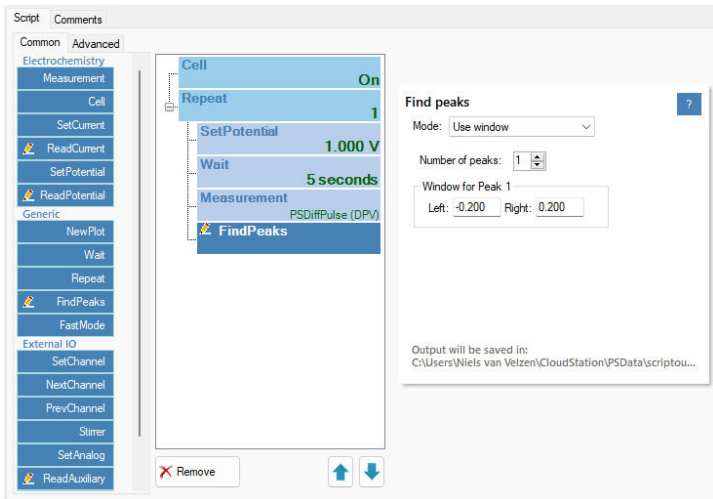 Script Comments
Common Advanced
Electrochemistry
Measurement
Cell
SetCurrent
ReadCurrent
SetPotential
ReadPotential
Generic
NewPlot
Wait
Repeat
FindPeaks
FastMode
External IO
SetChannel
NextChannel
PrevChannel
Stirrer
SetAnalog
ReadAuxiliary
Cell
On
Repeat
1
SetPotential
1.000 V
Wait
5 seconds
Measurement
PSDiffPulse (DPV)
FindPeaks
Remove
Find peaks
?
Mode: Use window
Number of peaks: 1
Window for Peak 1
Left: -0.200 Right: 0.200
Output will be saved in:
C:\Users\Niels van Velzen\CloudStation\PSData\scriptou...